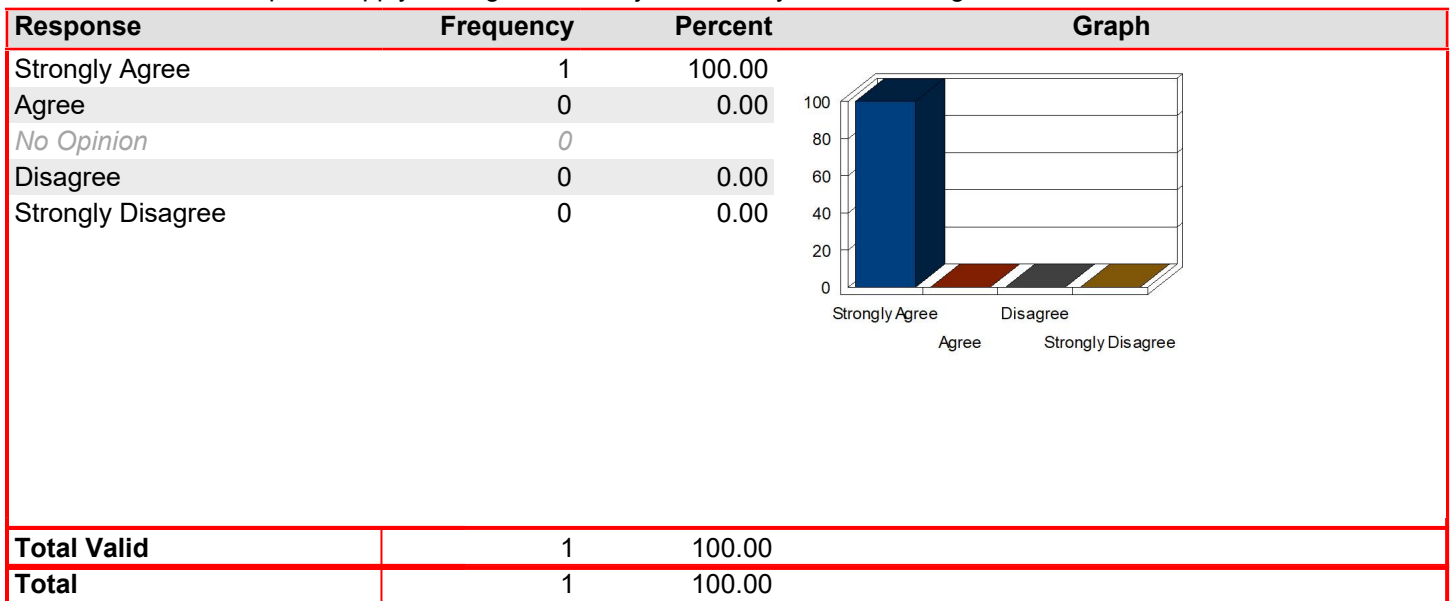 Response Frequency Percent Graph
Strongly Agree 1 100.00
Agree 0 0.00
No Opinion 0
Disagree 0 0.00
Strongly Disagree 0 0.00
100
80
60
40
20
0
Strongly Agree Disagree
Agree Strongly Disagree
Total Valid 1 100.00
Total 1 100.00